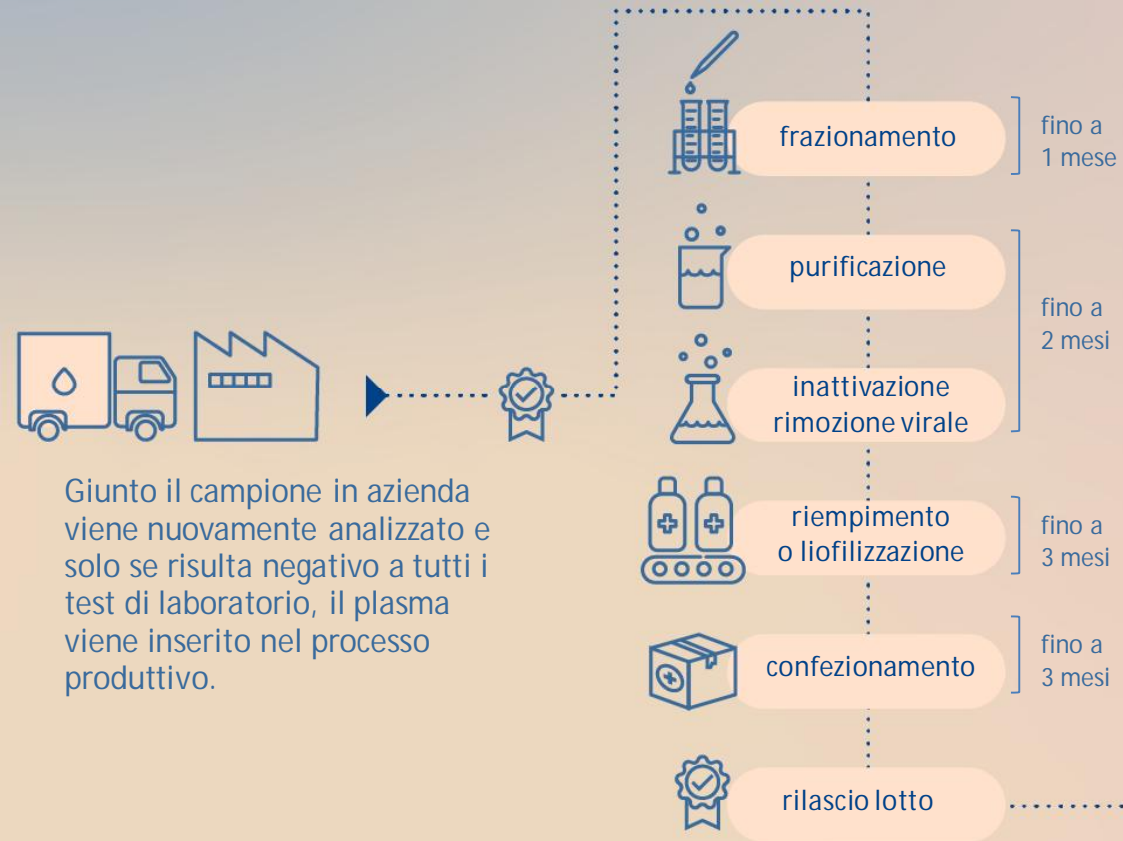 frazionamento
fino a
1 mese
purificazione
fino a
2 mesi
inattivazione
rimozione virale
Giunto il campione in azienda
viene nuovamente analizzato e
solo se risulta negativo a tutti i
test di laboratorio, il plasma
viene inserito nel processo
produttivo.
riempimento
o liofilizzazione
fino a
3 mesi
confezionamento
fino a
3 mesi
rilascio lotto